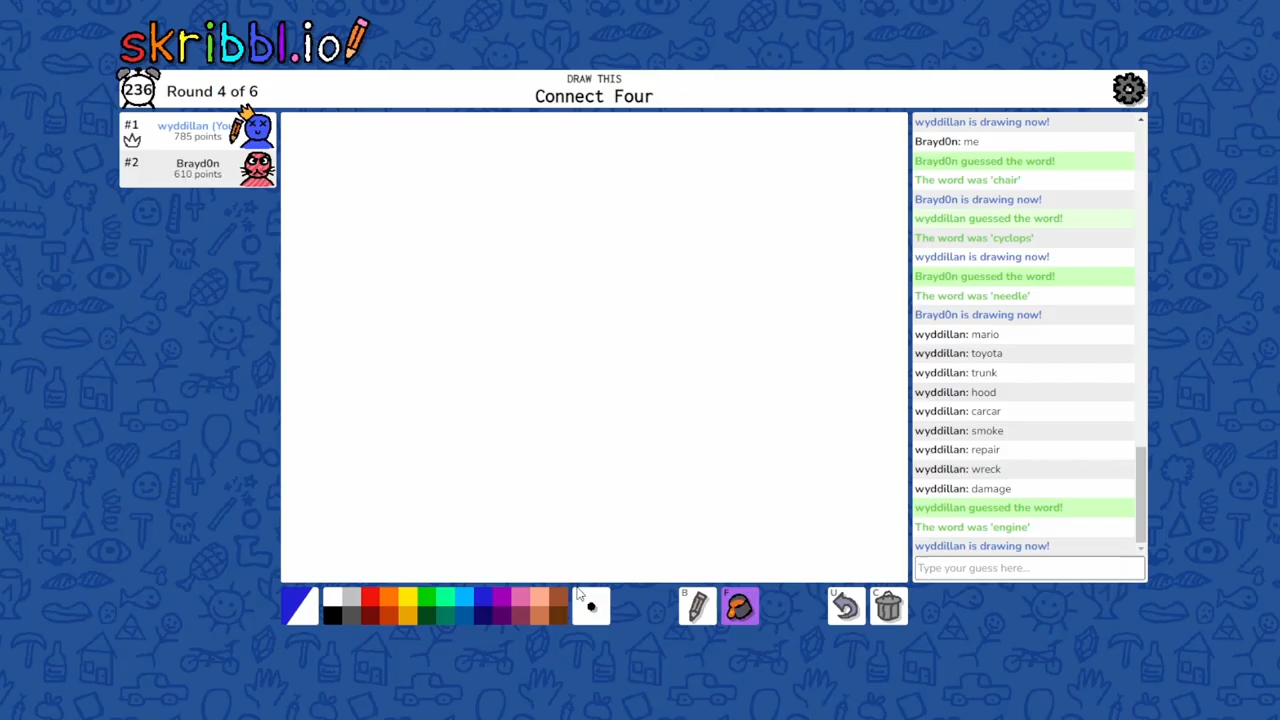 skribbl.io
236
Round 4 of 6
DRAW THIS
Connect Four
#1
wyddillan (You
785 points
#2
Brayd0n
610 points
wyddillan is drawing now!
Brayd0n: me
Brayd0n guessed the word!
The word was 'chair'
Brayd0n is drawing now!
wyddillan guessed the word!
The word was 'cyclops'
wyddillan is drawing now!
Brayd0n guessed the word!
The word was 'needle'
Brayd0n is drawing now!
wyddillan: mario
wyddillan: toyota
wyddillan: trunk
wyddillan: hood
wyddillan: carcar
wyddillan: smoke
wyddillan: repair
wyddillan: wreck
wyddillan: damage
wyddillan guessed the word!
The word was 'engine'
wyddillan is drawing now!
Type your guess here...
B
F
U
C